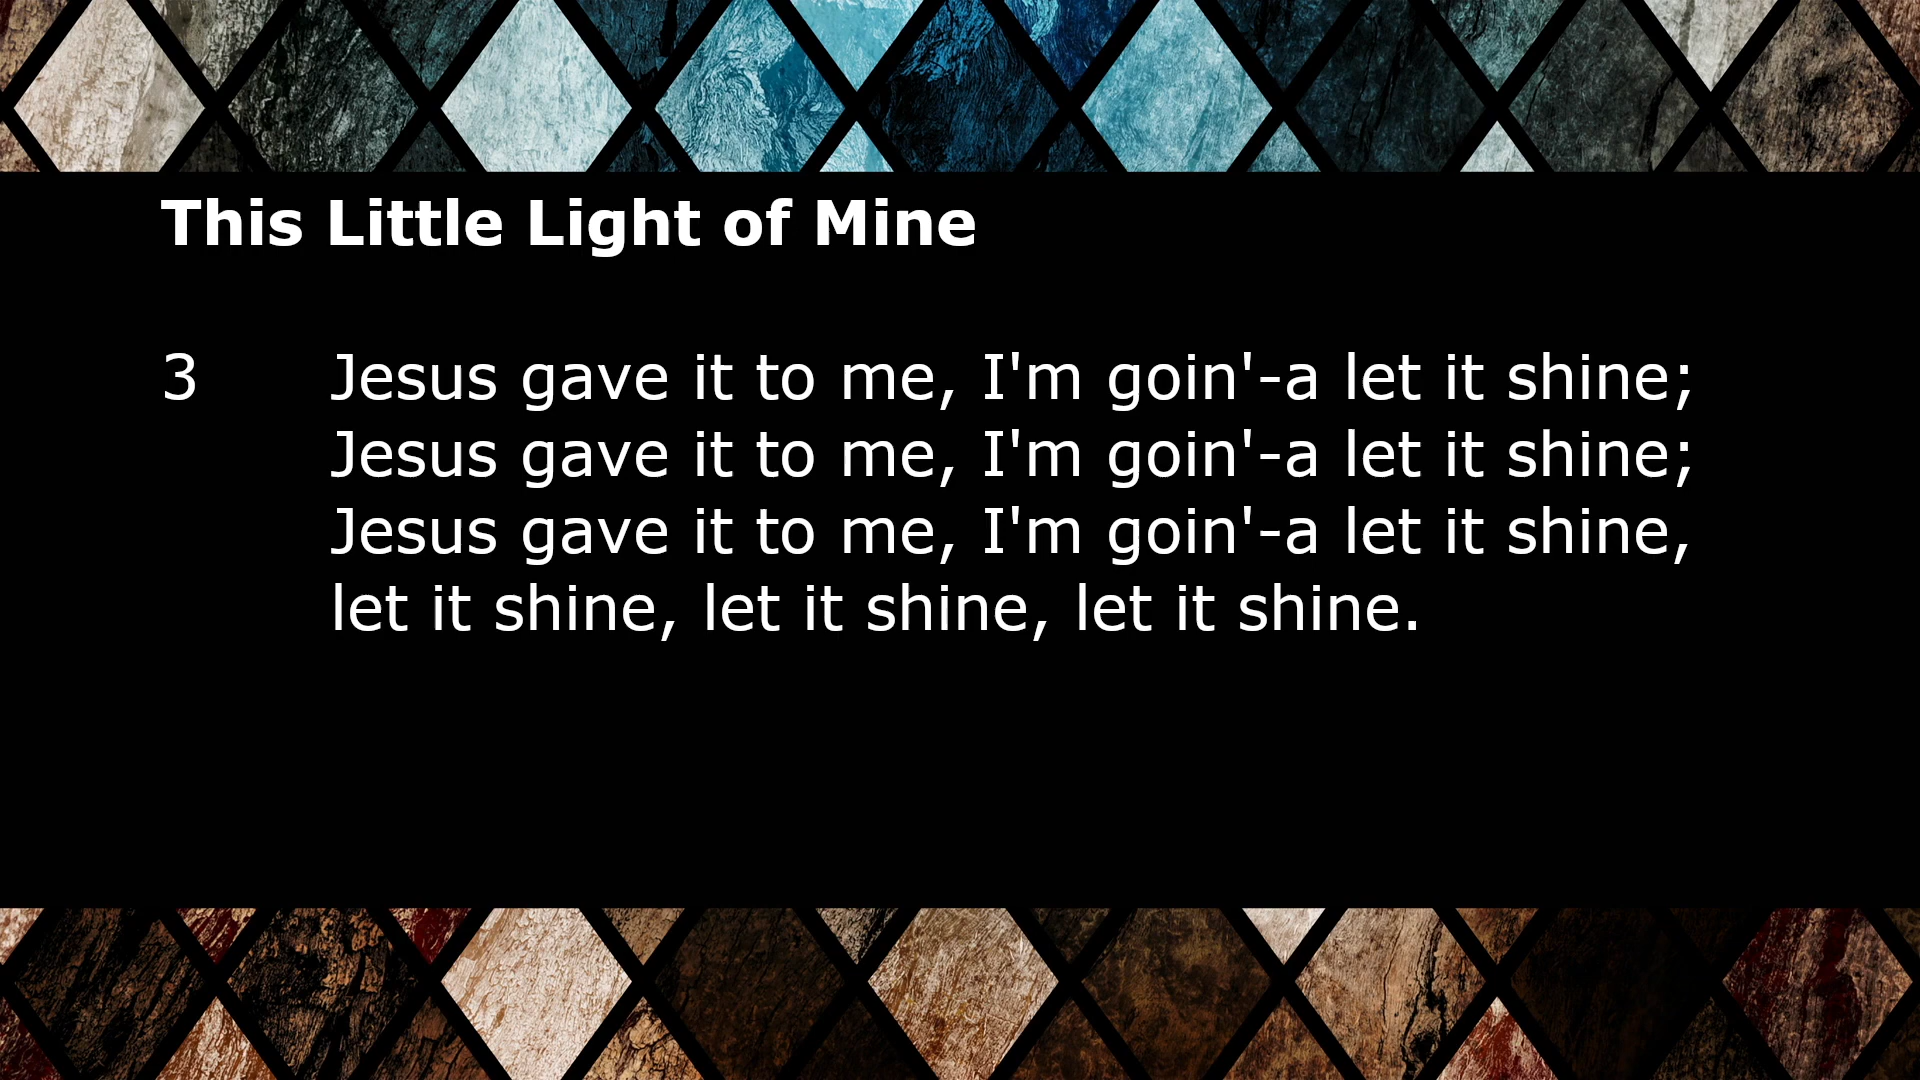 This Little Light of Mine
3 Jesus gave it to me, I'm goin'-a let it shine;
Jesus gave it to me, I'm goin'-a let it shine;
Jesus gave it to me, I'm goin'-a let it shine,
let it shine, let it shine, let it shine.